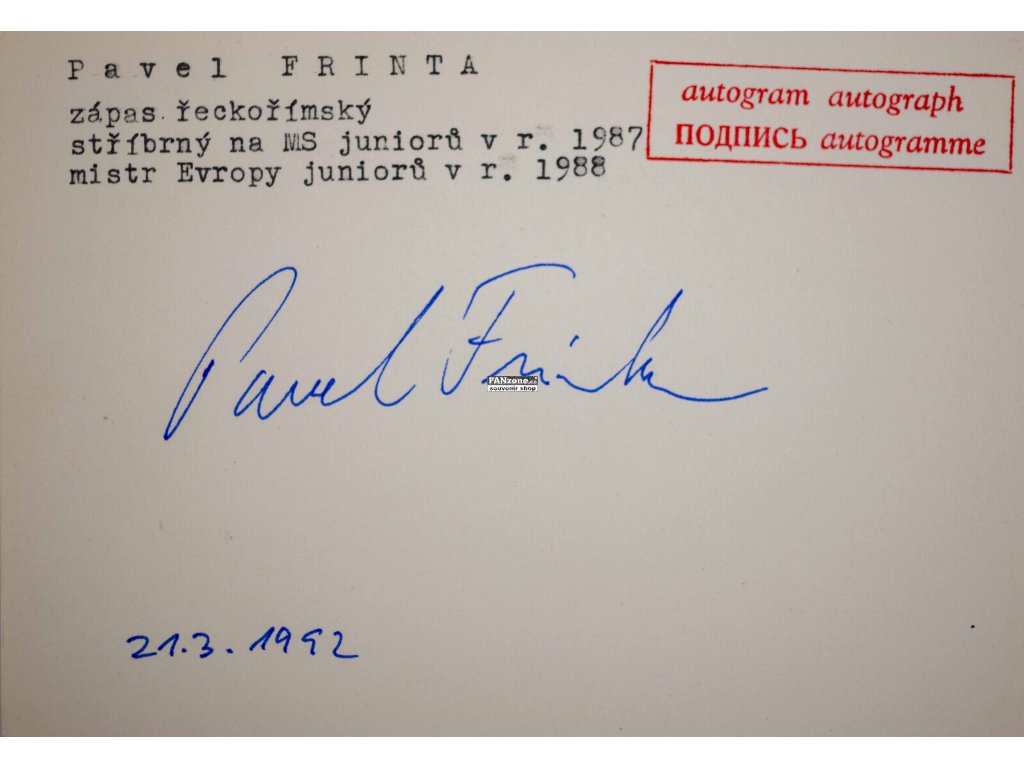 Pavel FRINTA
zápas řeckořímský
stříbrný na MS juniorů v r. 1987
mistr Evropy juniorů v r. 1988
autogram autograph
ПОДПИСЬ autogramme
Pavel Frinta
FANzone.cz
souvenir shop
21.3.1992